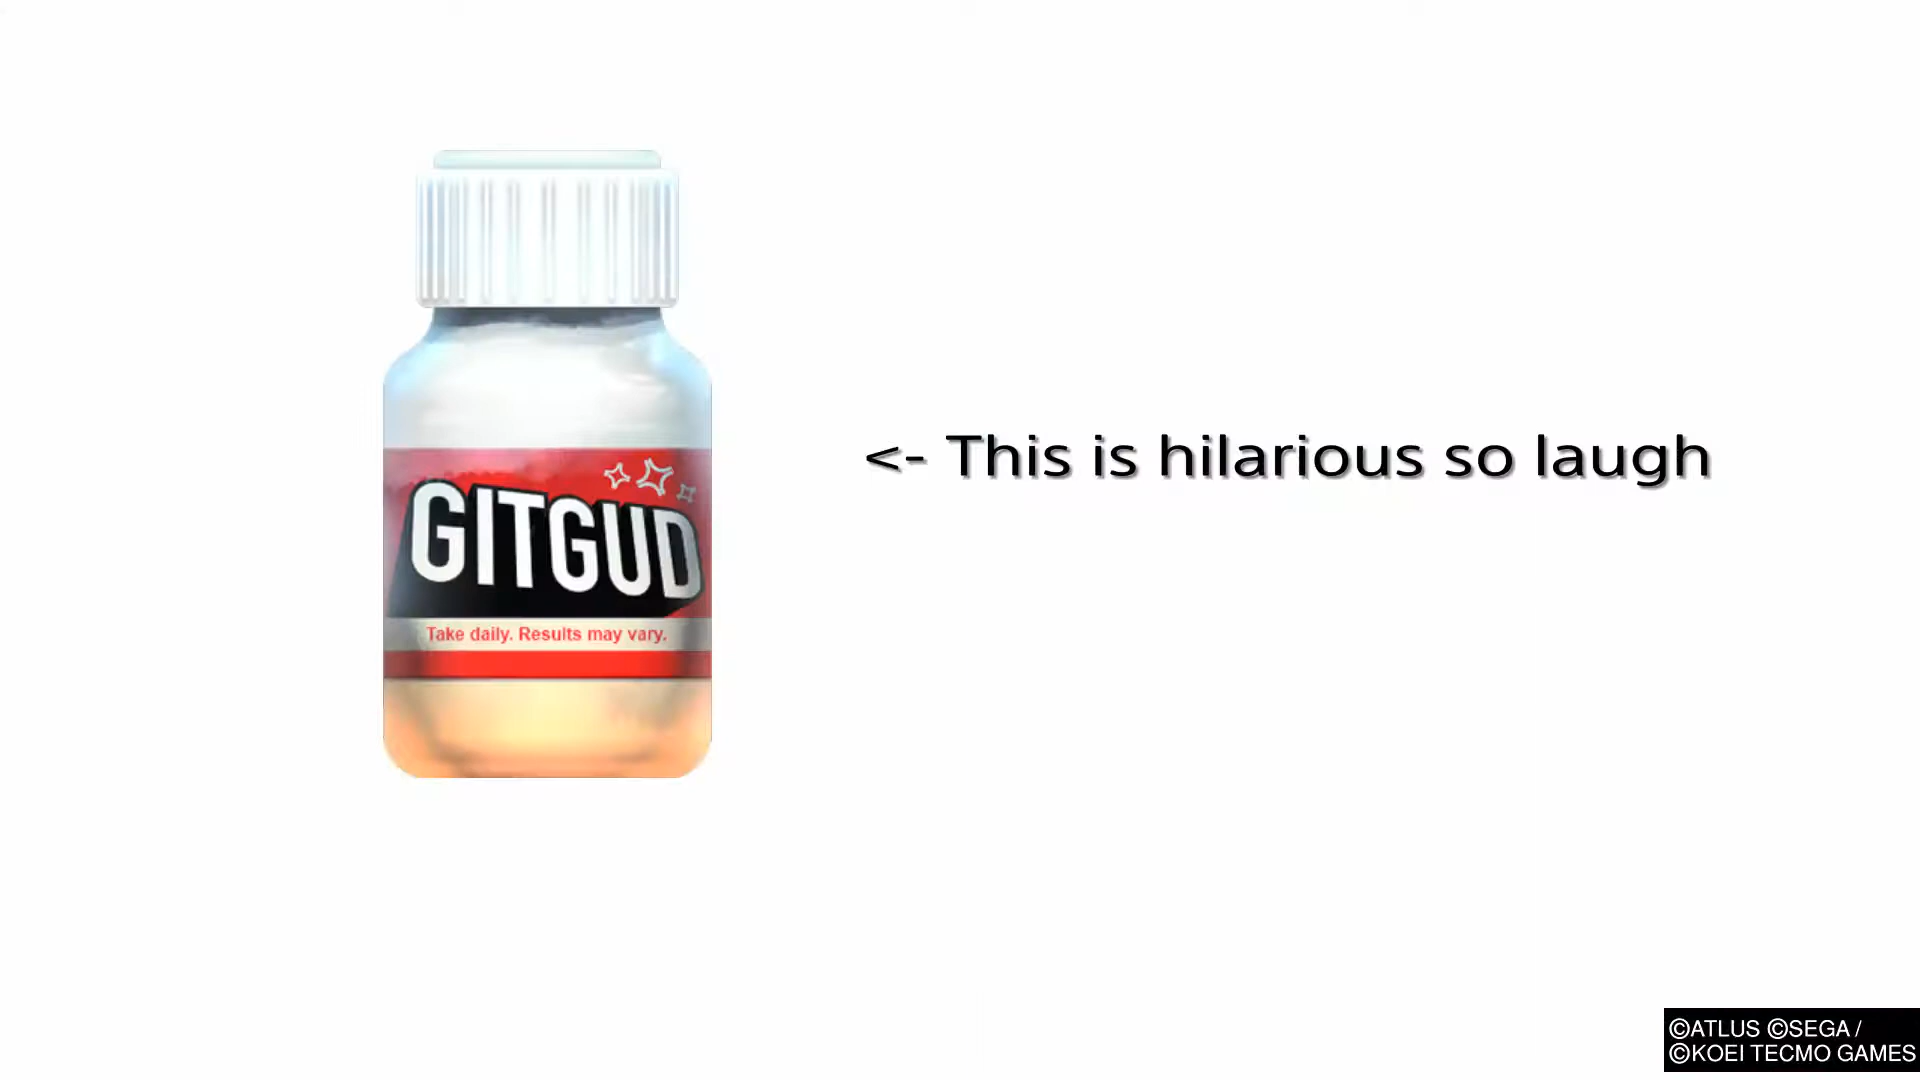 GITGUD
Take daily. Results may vary.
<- This is hilarious so laugh
©ATLUS ©SEGA /
©KOEI TECMO GAMES